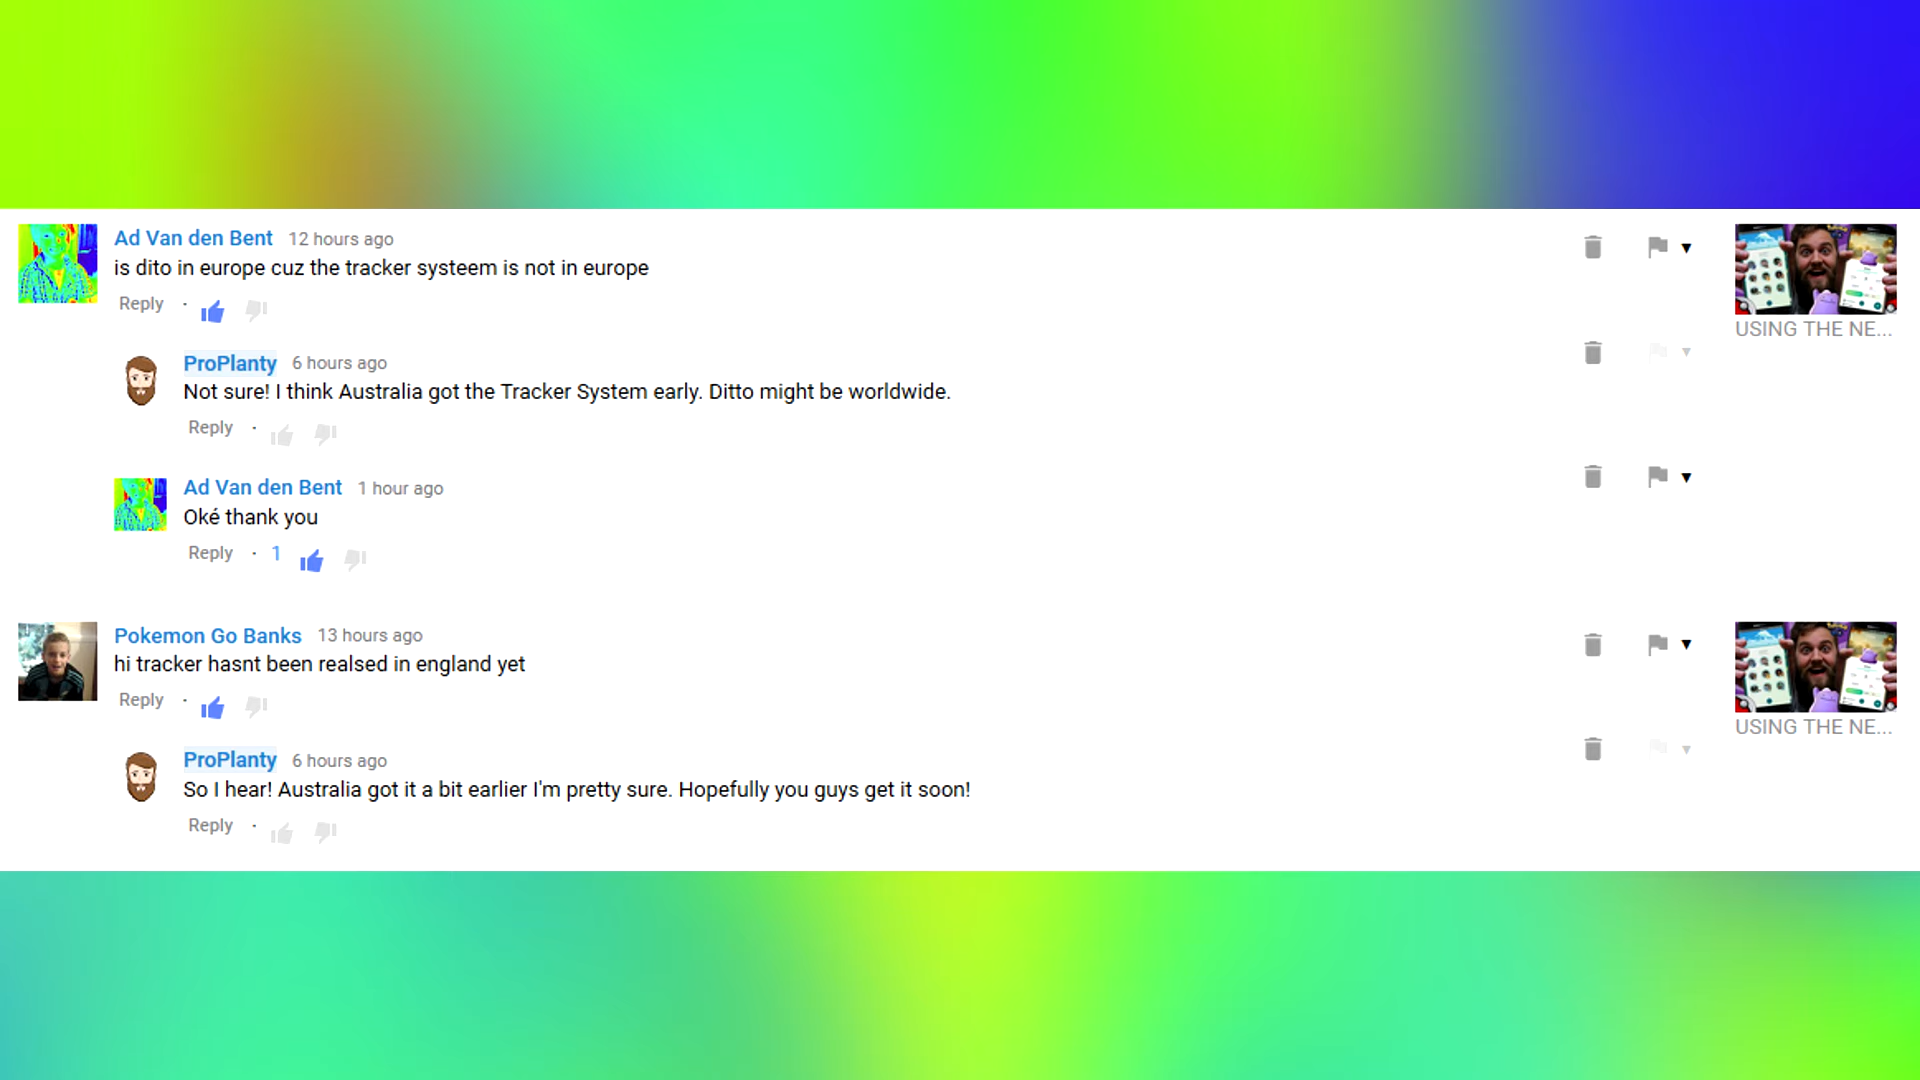 Ad Van den Bent 12 hours ago
is dito in europe cuz the tracker systeem is not in europe
Reply ·
USING THE NE...
ProPlanty 6 hours ago
Not sure! I think Australia got the Tracker System early. Ditto might be worldwide.
Reply ·
Ad Van den Bent 1 hour ago
Oké thank you
Reply · 1
Pokemon Go Banks 13 hours ago
hi tracker hasnt been realsed in england yet
Reply ·
USING THE NE...
ProPlanty 6 hours ago
So I hear! Australia got it a bit earlier I'm pretty sure. Hopefully you guys get it soon!
Reply ·